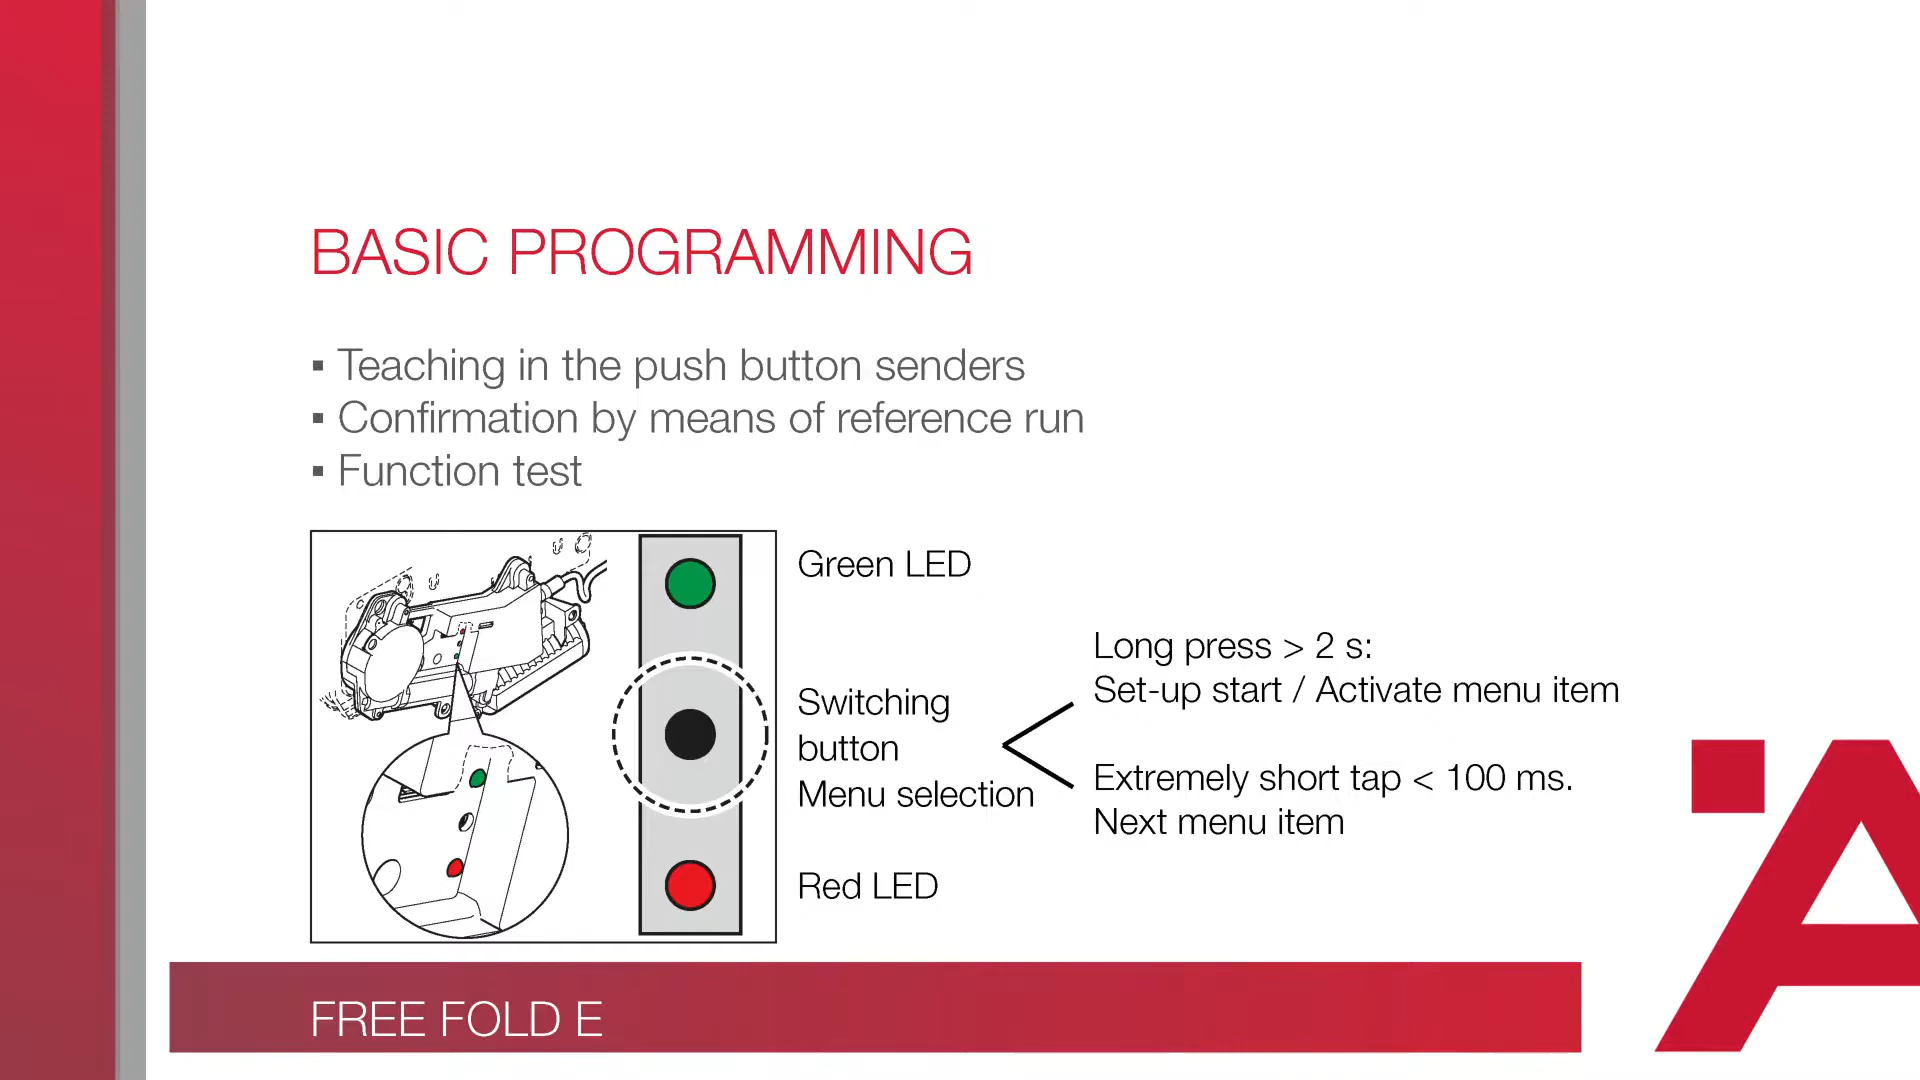 BASIC PROGRAMMING
▪ Teaching in the push button senders
▪ Confirmation by means of reference run
▪ Function test
Green LED
Switching
button
Menu selection
Long press > 2 s:
Set-up start / Activate menu item
Extremely short tap < 100 ms.
Next menu item
Red LED
FREE FOLD E